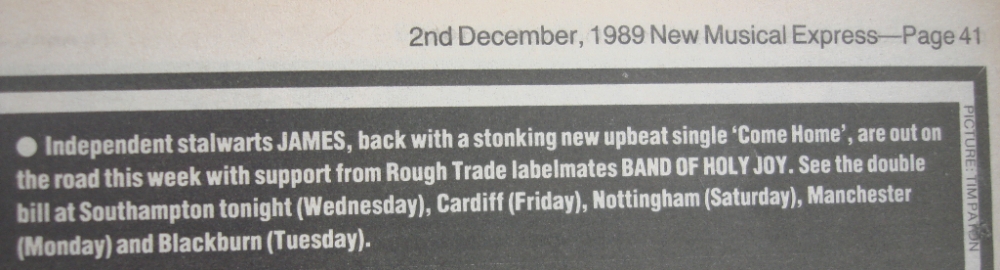 2nd December, 1989 New Musical Express—Page 41
● Independent stalwarts JAMES, back with a stonking new upbeat single ‘Come Home’, are out on
the road this week with support from Rough Trade labelmates BAND OF HOLY JOY. See the double
bill at Southampton tonight (Wednesday), Cardiff (Friday), Nottingham (Saturday), Manchester
(Monday) and Blackburn (Tuesday).
PICTURE: TIM PATON